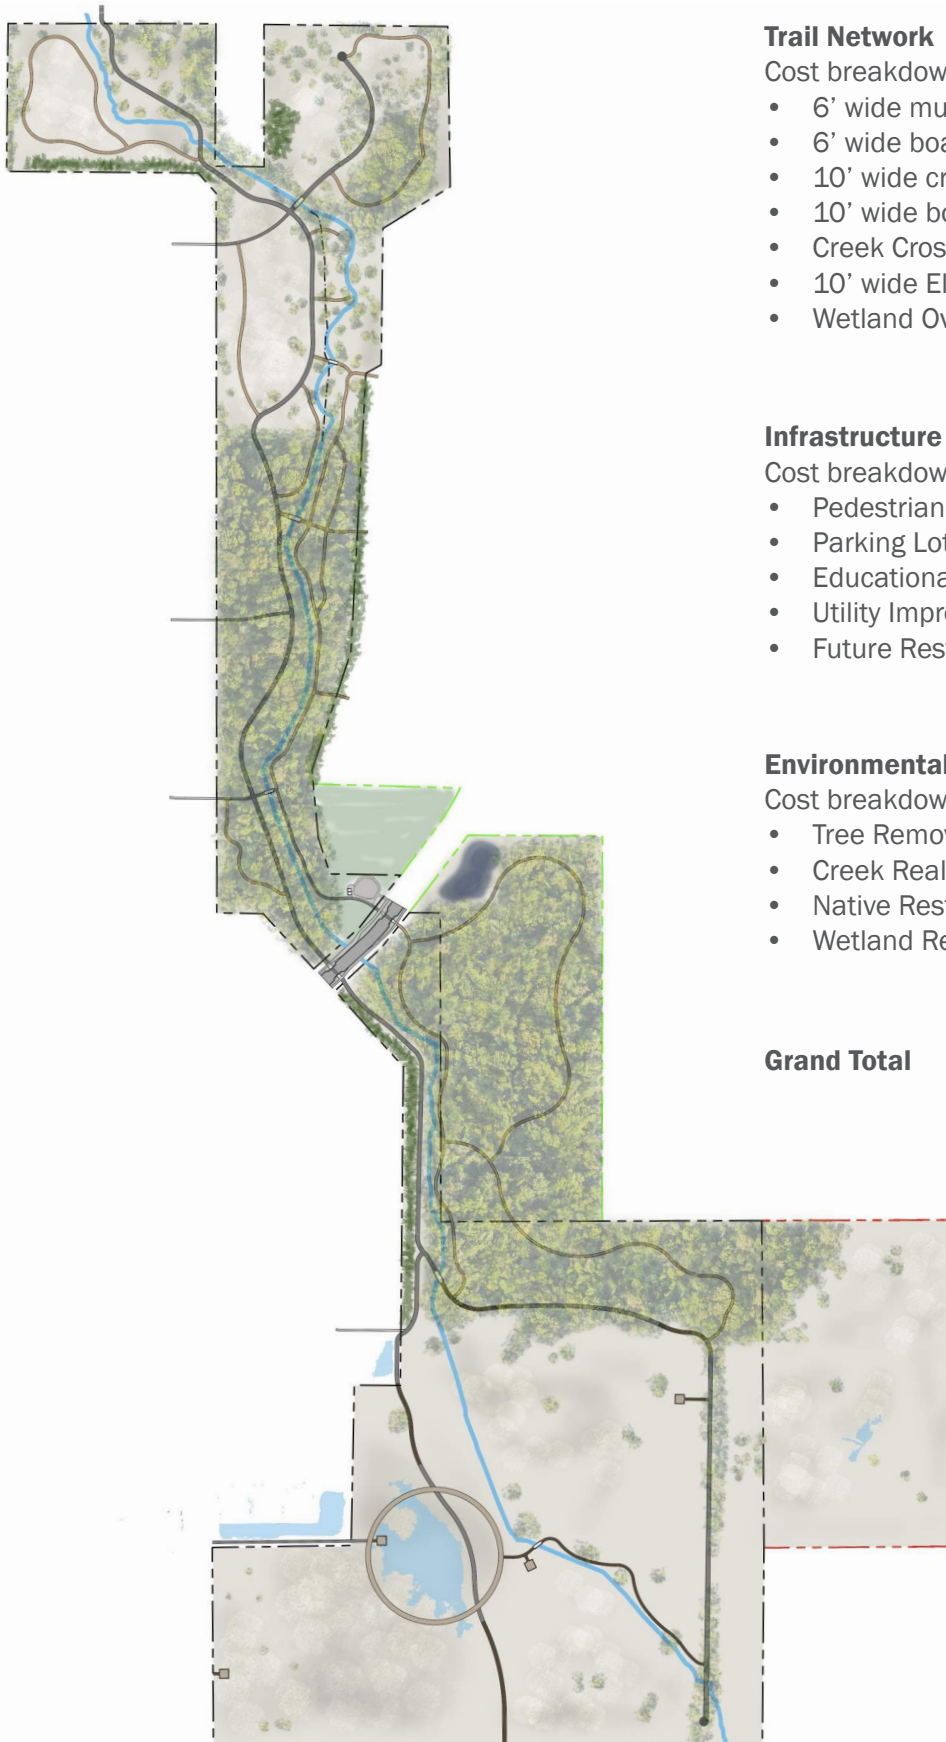 Trail Network
Cost breakdow
• 6’ wide mu
• 6’ wide boa
• 10’ wide cr
• 10’ wide bo
• Creek Cros
• 10’ wide El
• Wetland Ov
Infrastructure
Cost breakdow
• Pedestrian
• Parking Lot
• Educationa
• Utility Impr
• Future Res
Environmental
Cost breakdow
• Tree Remov
• Creek Real
• Native Rest
• Wetland Re
Grand Total